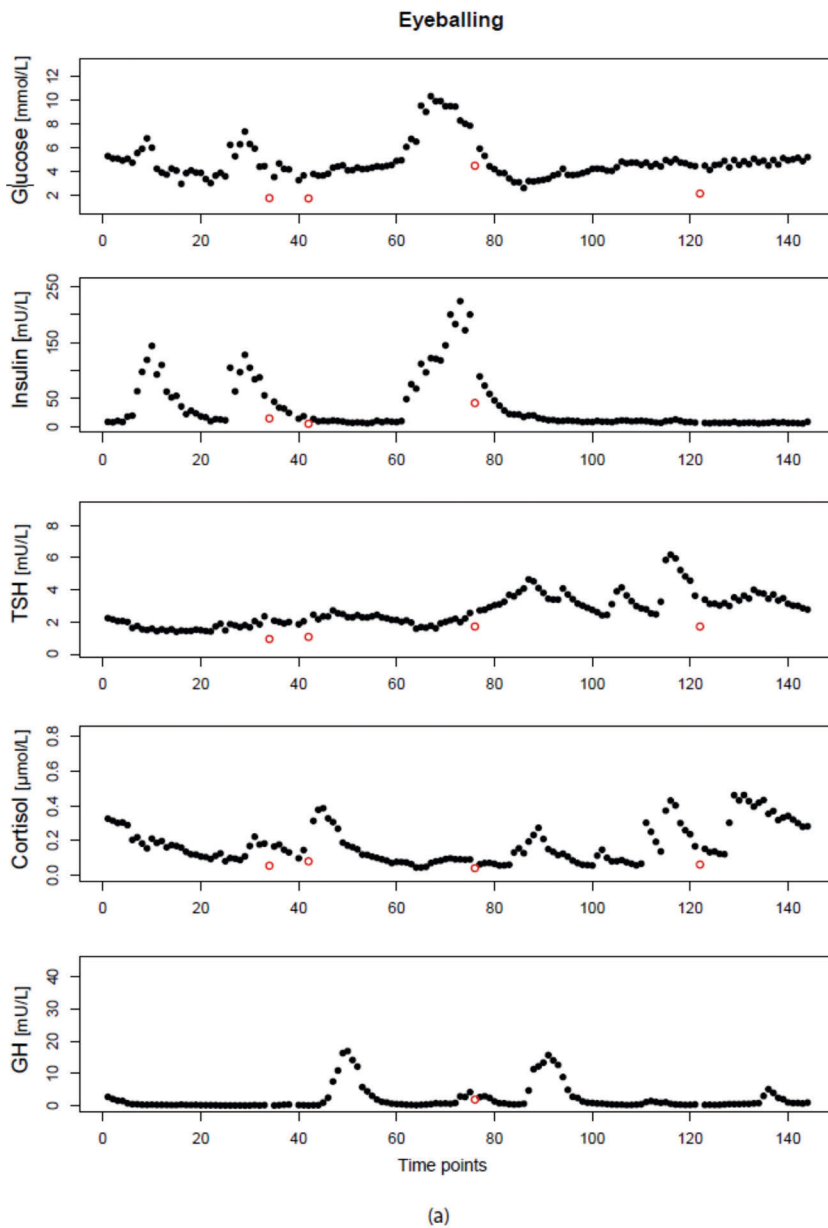 Eyeballing
Glucose [mmol/L]
12
10
8
6
4
2
0 20 40 60 80 100 120 140
Insulin [mU/L]
250
150
50
0
0 20 40 60 80 100 120 140
TSH [mU/L]
8
6
4
2
0
0 20 40 60 80 100 120 140
Cortisol [µmol/L]
0.8
0.6
0.4
0.2
0.0
0 20 40 60 80 100 120 140
GH [mU/L]
40
30
20
10
0
0 20 40 60 80 100 120 140
Time points
(a)